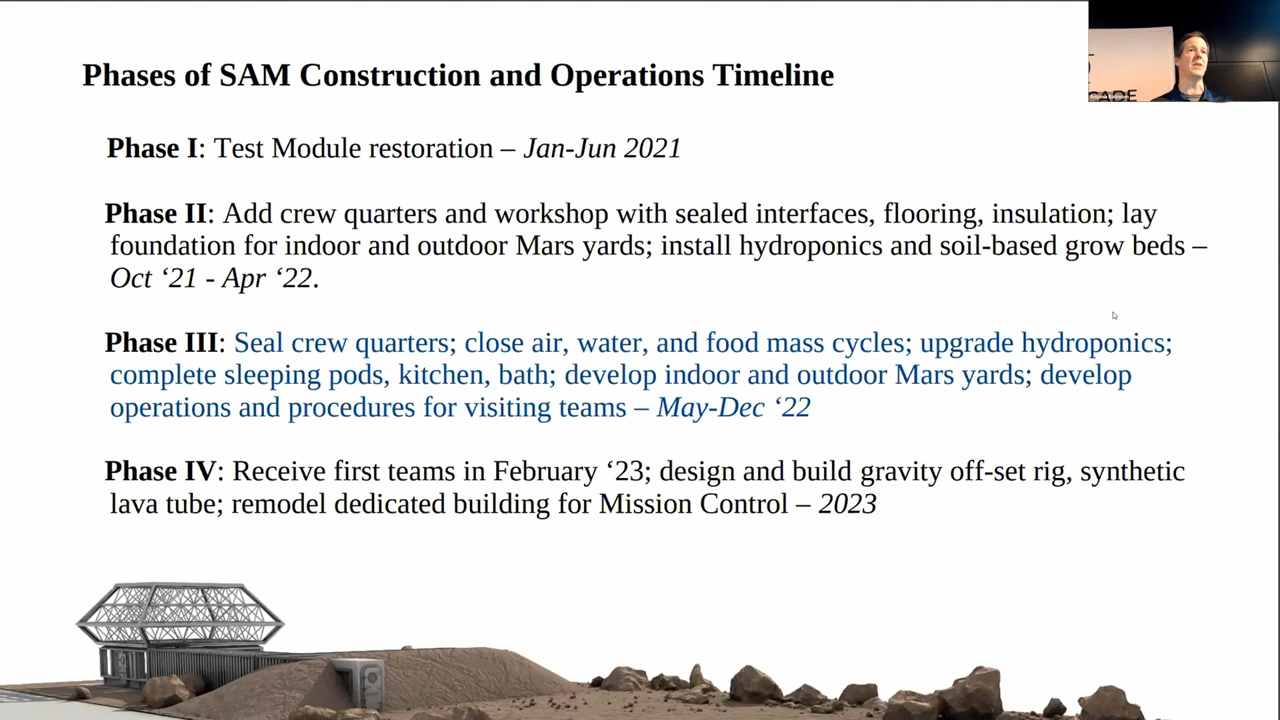 Phases of SAM Construction and Operations Timeline
Phase I: Test Module restoration – Jan-Jun 2021
Phase II: Add crew quarters and workshop with sealed interfaces, flooring, insulation; lay
foundation for indoor and outdoor Mars yards; install hydroponics and soil-based grow beds –
Oct ‘21 - Apr ‘22.
Phase III: Seal crew quarters; close air, water, and food mass cycles; upgrade hydroponics;
complete sleeping pods, kitchen, bath; develop indoor and outdoor Mars yards; develop
operations and procedures for visiting teams – May-Dec ‘22
Phase IV: Receive first teams in February ‘23; design and build gravity off-set rig, synthetic
lava tube; remodel dedicated building for Mission Control – 2023